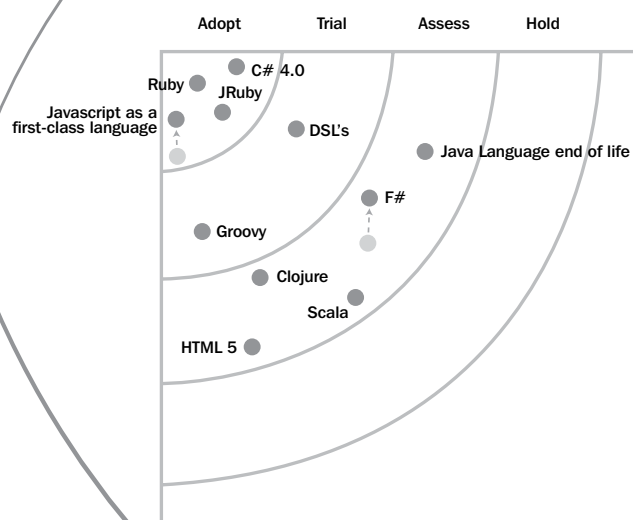 Adopt Trial Assess Hold
C# 4.0
Ruby
JRuby
Javascript as a
first-class language
DSL's
Java Language end of life
F#
Groovy
Clojure
Scala
HTML 5